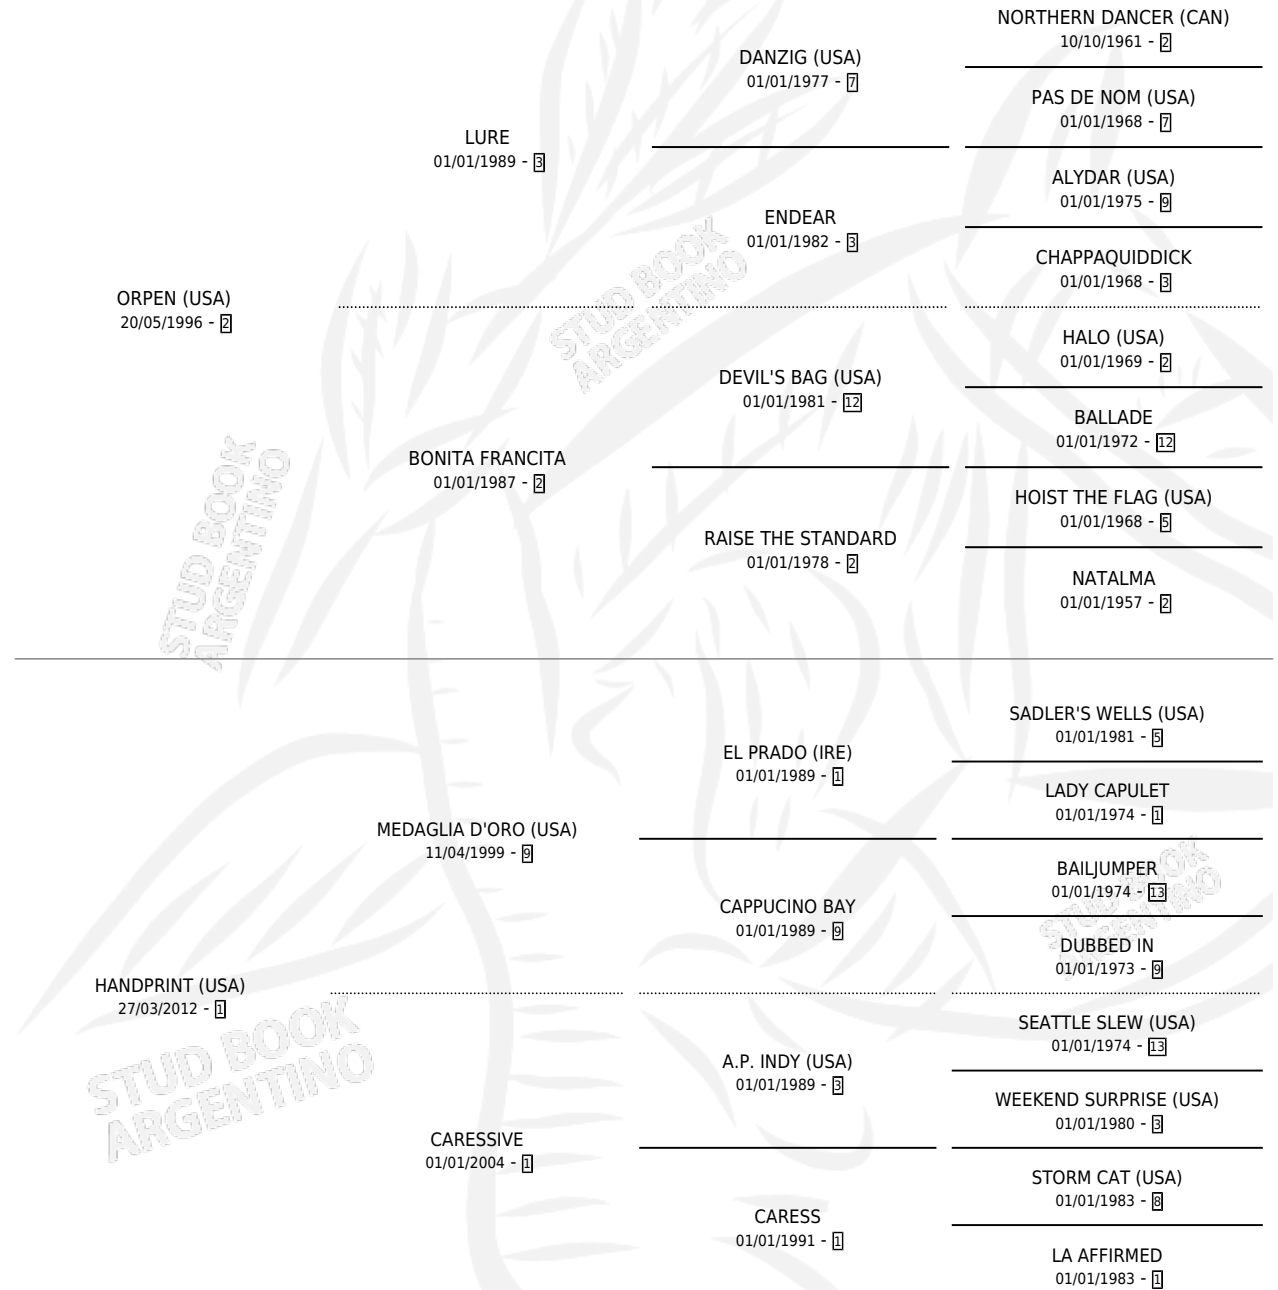 NORTHERN DANCER (CAN)
10/10/1961 - 2
DANZIG (USA)
01/01/1977 - 7
PAS DE NOM (USA)
01/01/1968 - 7
LURE
01/01/1989 - 3
ALYDAR (USA)
01/01/1975 - 9
ENDEAR
01/01/1982 - 3
CHAPPAQUIDDICK
01/01/1968 - 3
ORPEN (USA)
20/05/1996 - 2
HALO (USA)
01/01/1969 - 2
DEVIL'S BAG (USA)
01/01/1981 - 12
BALLADE
01/01/1972 - 12
BONITA FRANCITA
01/01/1987 - 2
HOIST THE FLAG (USA)
01/01/1968 - 5
RAISE THE STANDARD
01/01/1978 - 2
NATALMA
01/01/1957 - 2
STUD BOOK
ARGENTINO
STUD BOOK
ARGENTINO
SADLER'S WELLS (USA)
01/01/1981 - 5
EL PRADO (IRE)
01/01/1989 - 1
LADY CAPULET
01/01/1974 - 1
MEDAGLIA D'ORO (USA)
11/04/1999 - 9
BAILJUMPER
01/01/1974 - 13
CAPPUCINO BAY
01/01/1989 - 9
DUBBED IN
01/01/1973 - 9
HANDPRINT (USA)
27/03/2012 - 1
SEATTLE SLEW (USA)
01/01/1974 - 13
A.P. INDY (USA)
01/01/1989 - 3
WEEKEND SURPRISE (USA)
01/01/1980 - 3
CARESSIVE
01/01/2004 - 1
STORM CAT (USA)
01/01/1983 - 8
CARESS
01/01/1991 - 1
LA AFFIRMED
01/01/1983 - 1
STUD BOOK
ARGENTINO
STUD BOOK
ARGENTINO